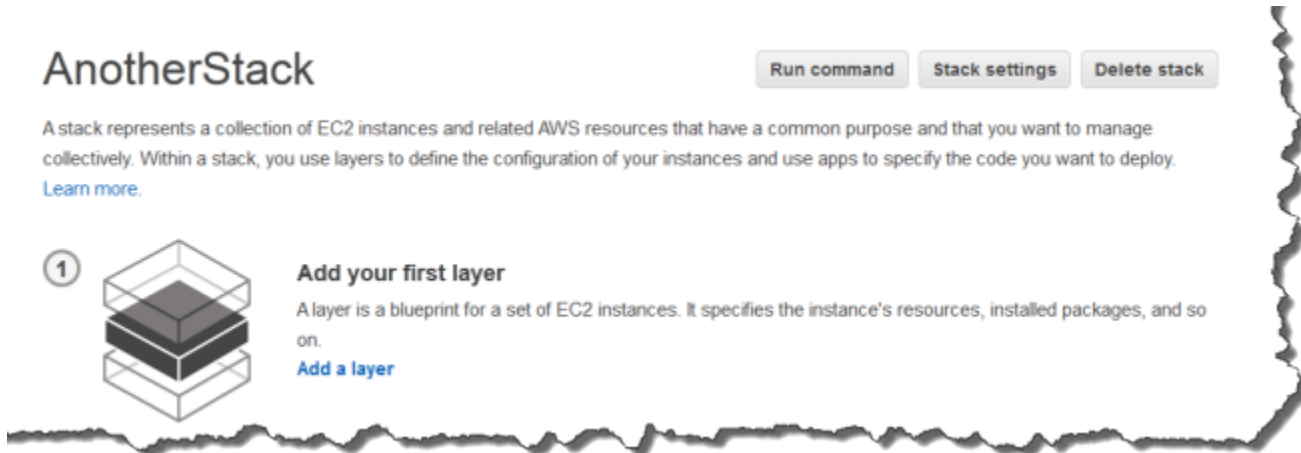 AnotherStack
Run command
Stack settings
Delete stack
A stack represents a collection of EC2 instances and related AWS resources that have a common purpose and that you want to manage
collectively. Within a stack, you use layers to define the configuration of your instances and use apps to specify the code you want to deploy.
Learn more.
1
Add your first layer
A layer is a blueprint for a set of EC2 instances. It specifies the instance's resources, installed packages, and so
on.
Add a layer